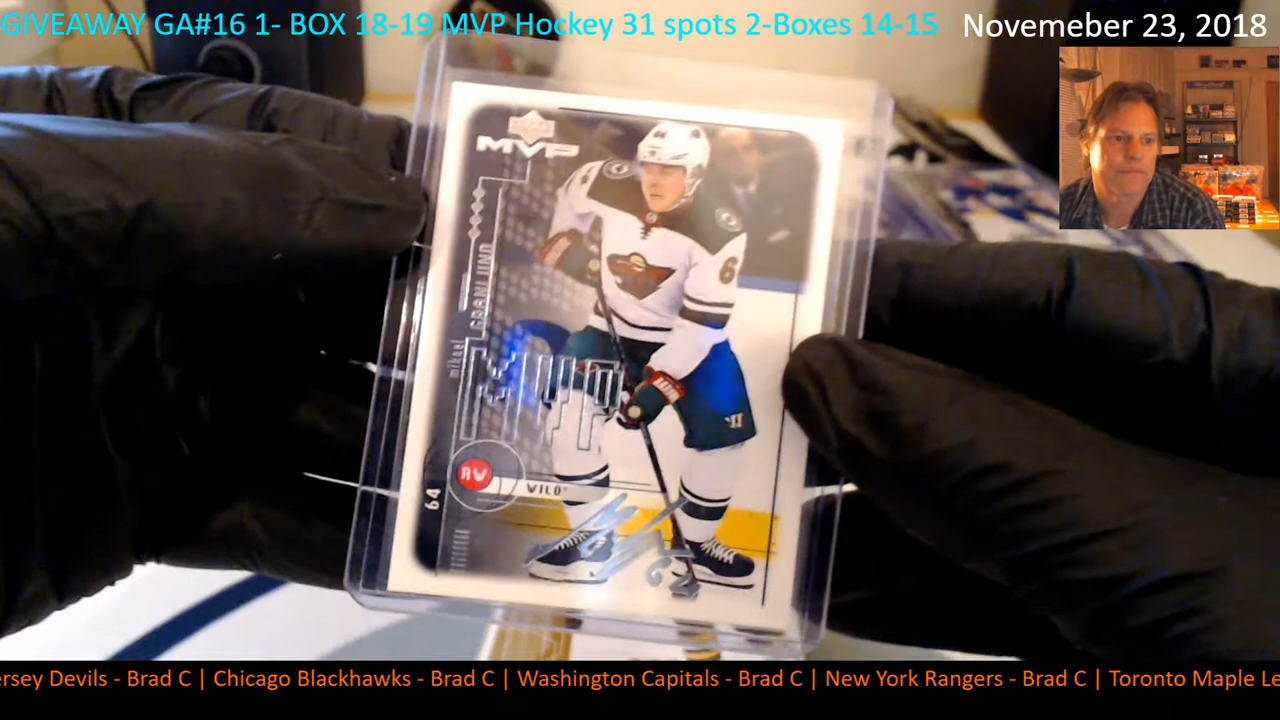 GIVEAWAY GA#16 1- BOX 18-19 MVP Hockey 31 spots 2-Boxes 14-15
Novemeber 23, 2018
MVP
mikael GRANLUND
MVP
RW
WILD
64
6
ersey Devils - Brad C | Chicago Blackhawks - Brad C | Washington Capitals - Brad C | New York Rangers - Brad C | Toronto Maple Le